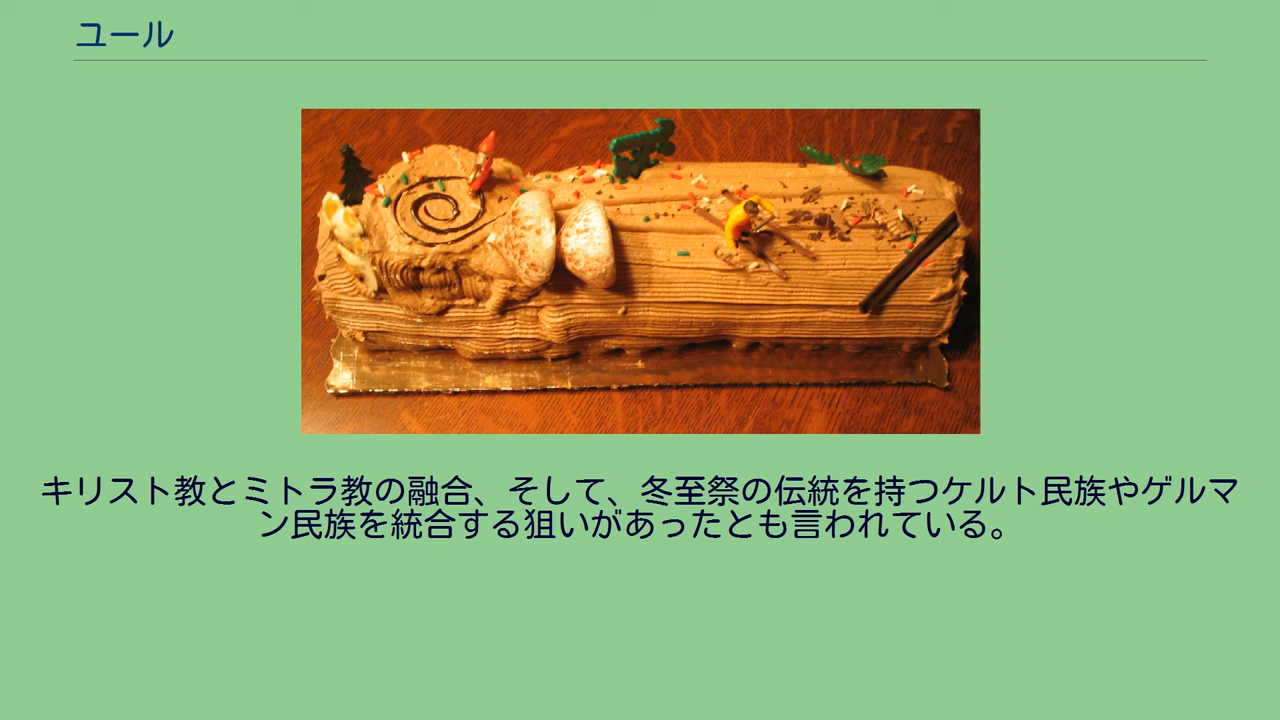 ユール
キリスト教とミトラ教の融合、そして、冬至祭の伝統を持つケルト民族やゲルマ
ン民族を統合する狙いがあったとも言われている。